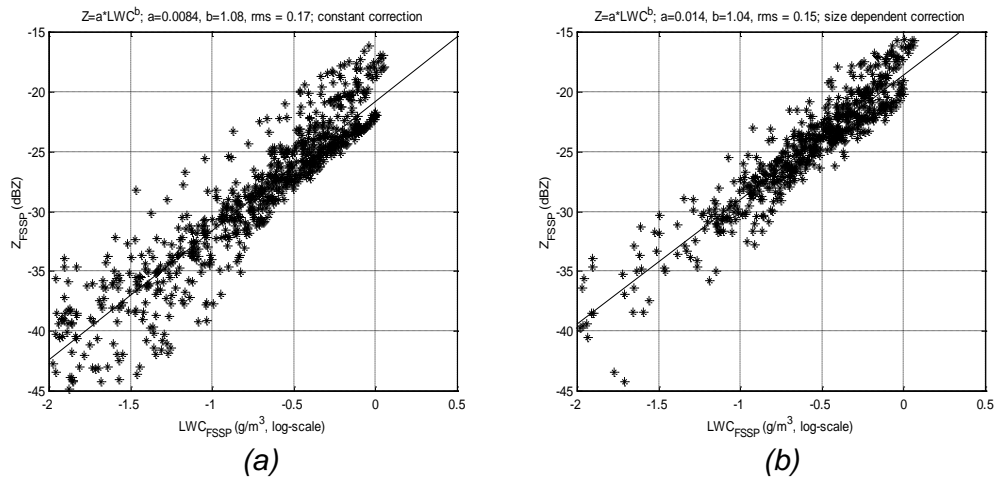 Z=a*LWC^b; a=0.0084, b=1.08, rms = 0.17; constant correction
-15
-20
-25
-30
-35
-40
-45
Z_FSSP (dBZ)
-2 -1.5 -1 -0.5 0 0.5
LWC_FSSP (g/m³, log-scale)
(a)
Z=a*LWC^b; a=0.014, b=1.04, rms = 0.15; size dependent correction
-15
-20
-25
-30
-35
-40
-45
Z_FSSP (dBZ)
-2 -1.5 -1 -0.5 0 0.5
LWC_FSSP (g/m³, log-scale)
(b)